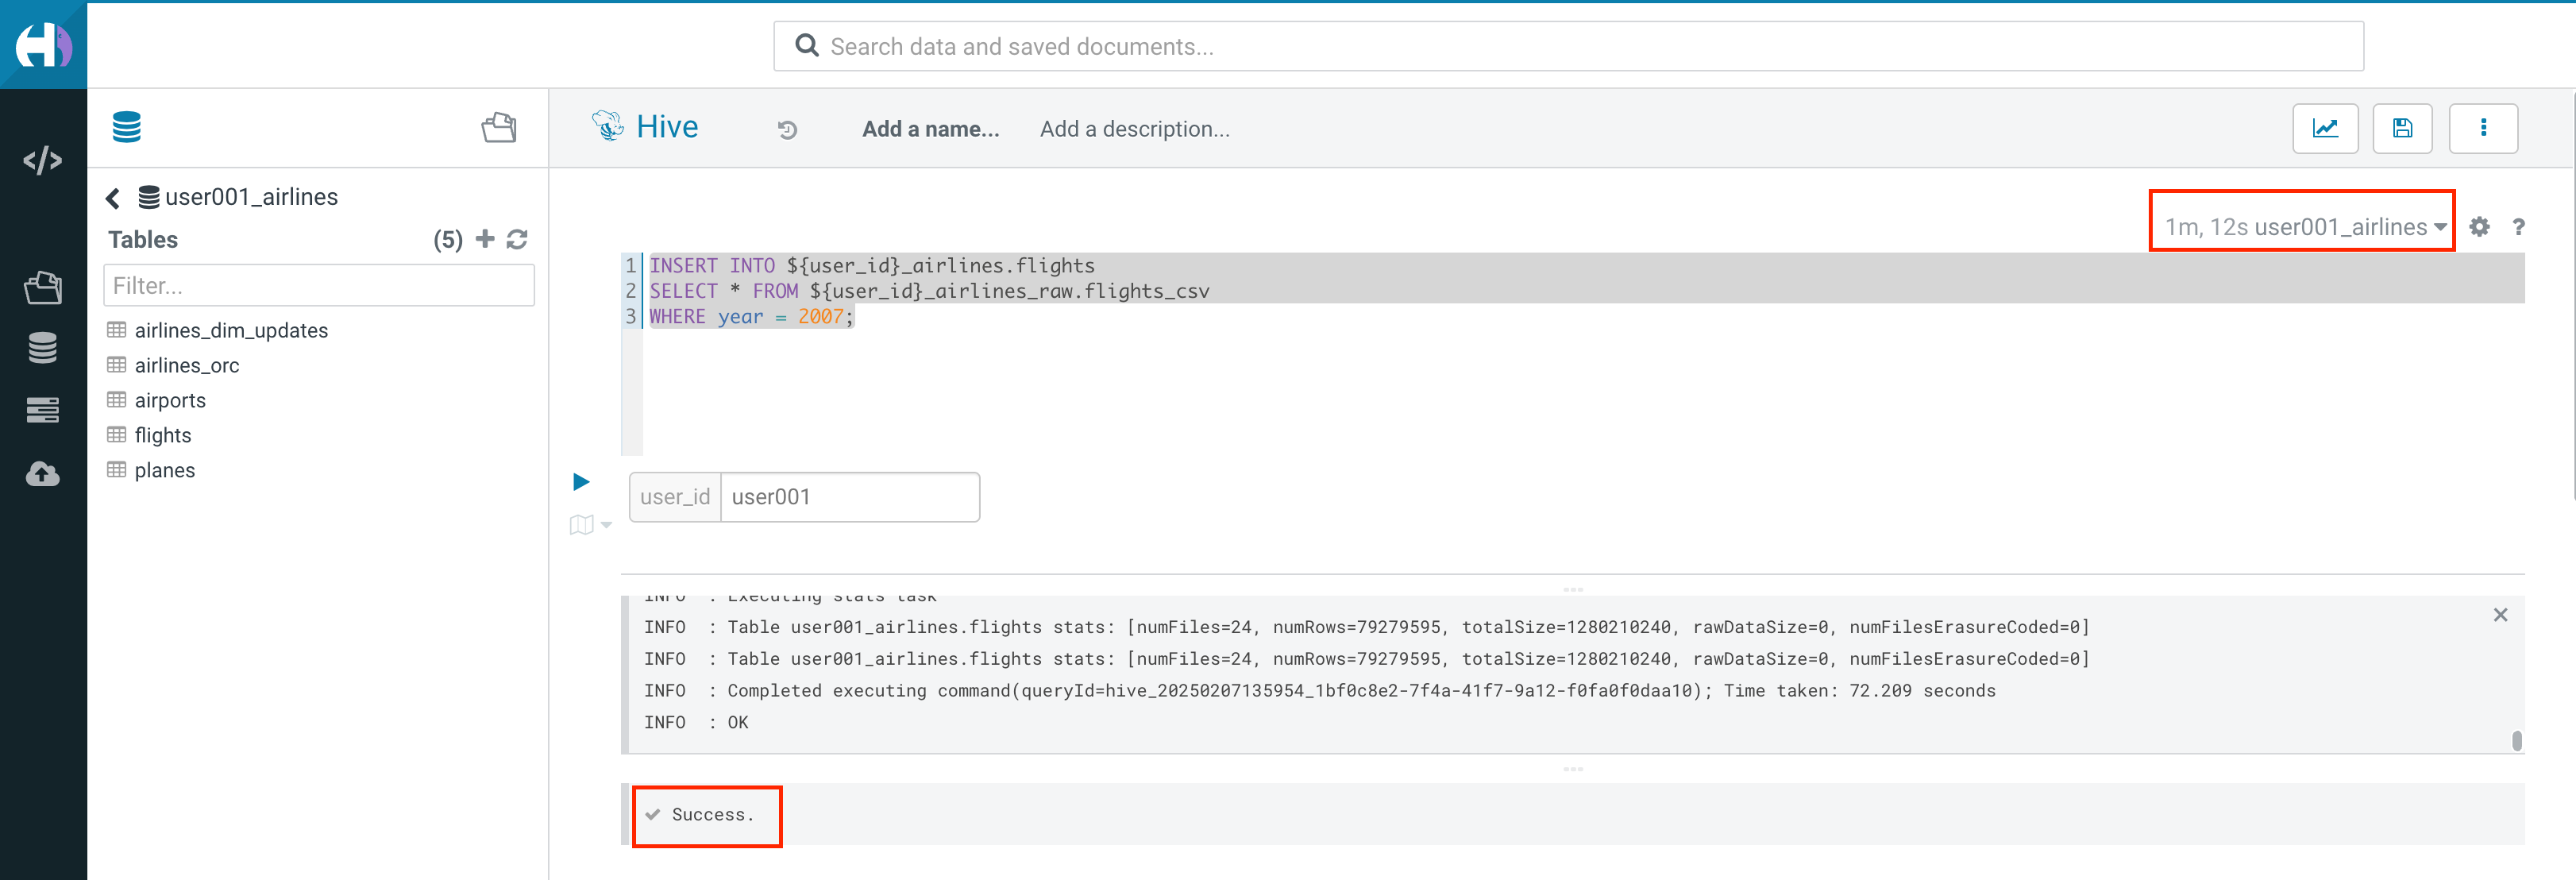 Search data and saved documents...
Hive
Add a name...
Add a description...
user001_airlines
Tables (5)
Filter...
airlines_dim_updates
airlines_orc
airports
flights
planes
1m, 12s user001_airlines
?
1 INSERT INTO ${user_id}_airlines.flights
2 SELECT * FROM ${user_id}_airlines_raw.flights_csv
3 WHERE year = 2007;
user_id user001
INFO : Executing stats task
INFO : Table user001_airlines.flights stats: [numFiles=24, numRows=79279595, totalSize=1280210240, rawDataSize=0, numFilesErasureCoded=0]
INFO : Table user001_airlines.flights stats: [numFiles=24, numRows=79279595, totalSize=1280210240, rawDataSize=0, numFilesErasureCoded=0]
INFO : Completed executing command(queryId=hive_20250207135954_1bf0c8e2-7f4a-41f7-9a12-f0fa0f0daa10); Time taken: 72.209 seconds
INFO : OK
Success.